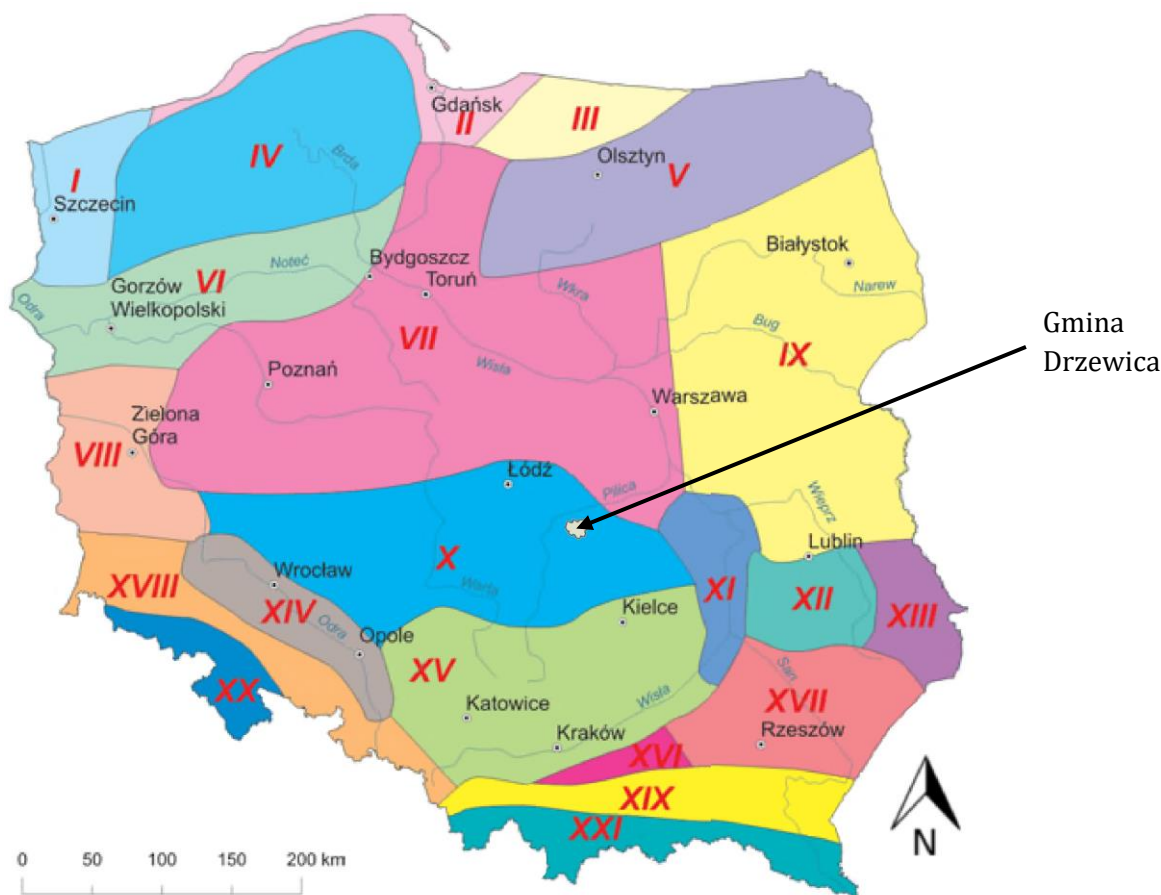 Gdańsk
II
III
Olsztyn
V
IV
Brda
I
Szczecin
Białystok
Narew
Bydgoszcz
Toruń
Noteć
VI
Gorzów
Wielkopolski
Odra
Wkra
Bug
IX
Gmina
Drzewica
VII
Wisła
Poznań
Warszawa
Zielona
Góra
VIII
Łódź
Pilica
Wieprz
Lublin
X
Warta
Wrocław
XVIII
XIV
Odra
Opole
XI
XII
XIII
Kielce
XV
San
XX
Katowice
Wisła
XVII
Rzeszów
Kraków
XVI
XIX
XXI
N
0 50 100 150 200 km